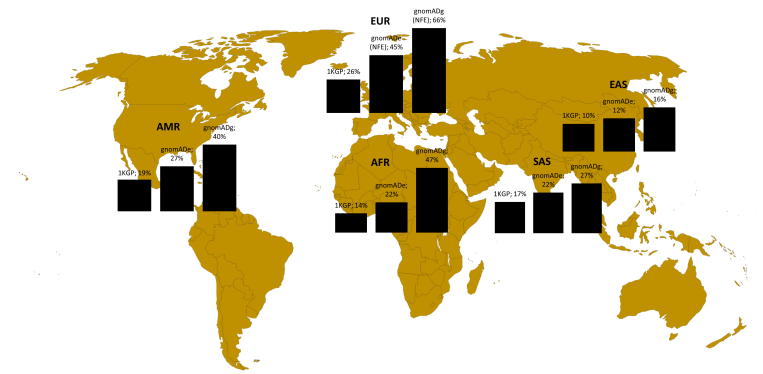 EUR
1KGP; 26%
gnomADe
(NFE); 45%
gnomADg
(NFE); 66%
EAS
1KGP; 10%
gnomADe;
12%
gnomADg;
16%
AMR
1KGP; 19%
gnomADe;
27%
gnomADg;
40%
AFR
1KGP; 14%
gnomADe;
22%
gnomADg;
47%
SAS
1KGP; 17%
gnomADe;
22%
gnomADg;
27%